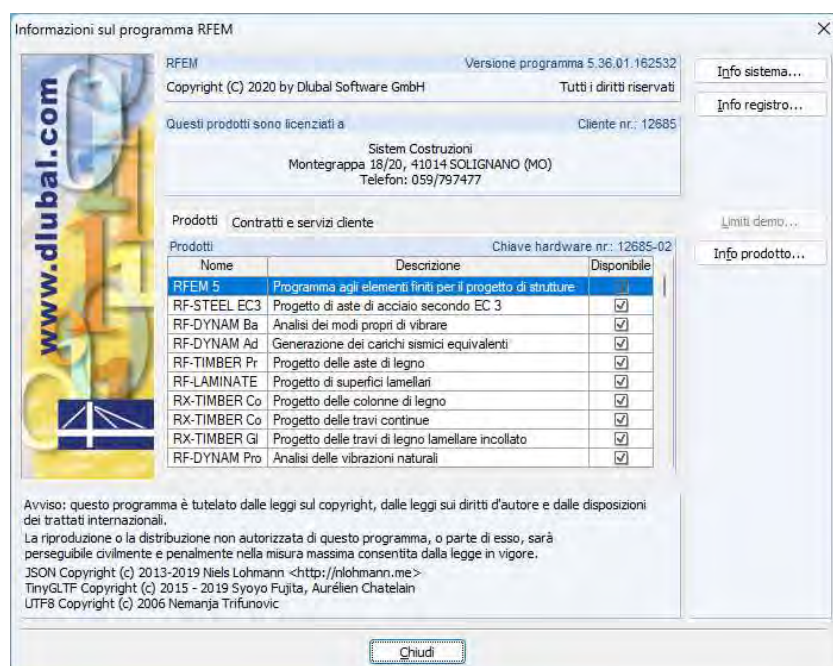 Informazioni sul programma RFEM
www.dlubal.com
RFEM Versione programma 5.36.01.162532
Copyright (C) 2020 by Dlubal Software GmbH Tutti i diritti riservati
Questi prodotti sono licenziati a Cliente nr.: 12685
Sistem Costruzioni
Montegrappa 18/20, 41014 SOLIGNANO (MO)
Telefon: 059/797477
Info sistema...
Info registro...
Limiti demo...
Info prodotto...
Prodotti Contratti e servizi cliente
Prodotti Chiave hardware nr.: 12685-02
Nome Descrizione Disponibile
RFEM 5 Programma agli elementi finiti per il progetto di strutture
RF-STEEL EC3 Progetto di aste di acciaio secondo EC 3
RF-DYNAM Ba Analisi dei modi propri di vibrare
RF-DYNAM Ad Generazione dei carichi sismici equivalenti
RF-TIMBER Pr Progetto delle aste di legno
RF-LAMINATE Progetto di superfici lamellari
RX-TIMBER Co Progetto delle colonne di legno
RX-TIMBER Co Progetto delle travi continue
RX-TIMBER Gl Progetto delle travi di legno lamellare incollato
RF-DYNAM Pro Analisi delle vibrazioni naturali
Avviso: questo programma è tutelato dalle leggi sul copyright, dalle leggi sui diritti d'autore e dalle disposizioni
dei trattati internazionali.
La riproduzione o la distribuzione non autorizzata di questo programma, o parte di esso, sarà
perseguibile civilmente e penalmente nella misura massima consentita dalla legge in vigore.
JSON Copyright (c) 2013-2019 Niels Lohmann <http://nlohmann.me>
TinyGLTF Copyright (c) 2015 - 2019 Syoyo Fujita, Aurélien Chatelain
UTF8 Copyright (c) 2006 Nemanja Trifunovic
Chiudi